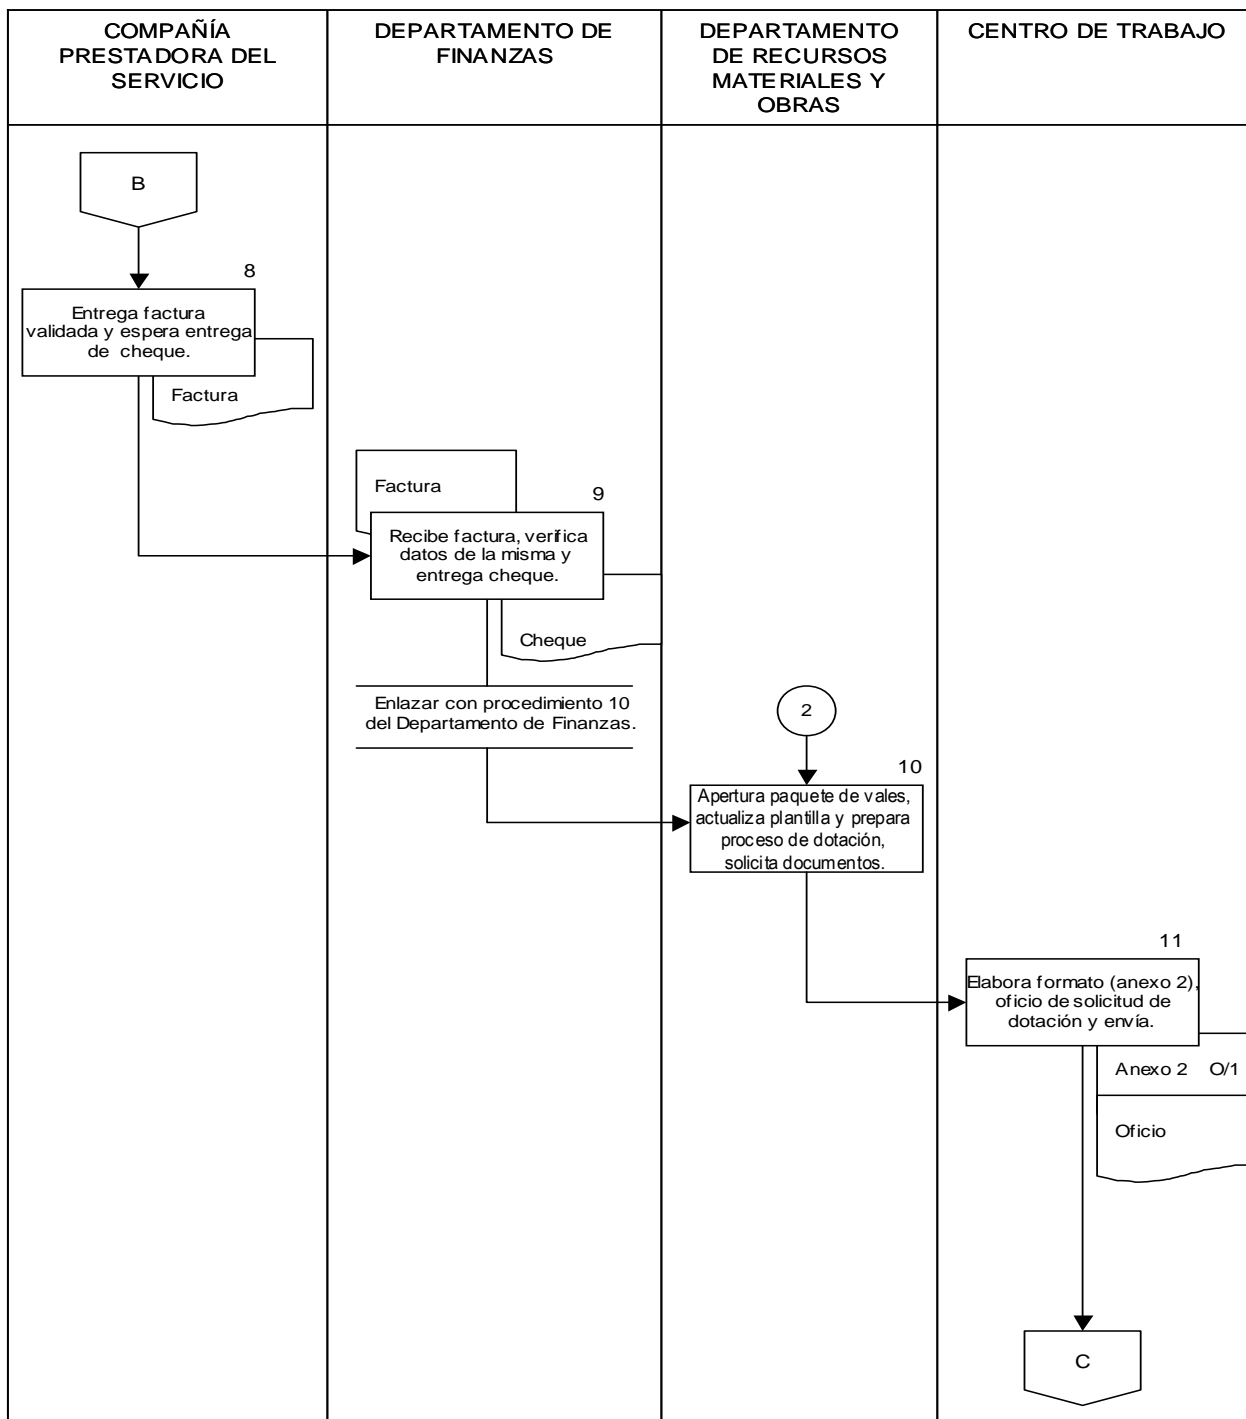 COMPAÑÍA
PRESTADORA DEL
SERVICIO
DEPARTAMENTO DE
FINANZAS
DEPARTAMENTO
DE RECURSOS
MATERIALES Y
OBRAS
CENTRO DE TRABAJO
B
8
Entrega factura
validada y espera entrega
de cheque.
Factura
Factura
9
Recibe factura, verifica
datos de la misma y
entrega cheque.
Cheque
Enlazar con procedimiento 10
del Departamento de Finanzas.
2
10
Apertura paquete de vales,
actualiza plantilla y prepara
proceso de dotación,
solicita documentos.
11
Elabora formato (anexo 2),
oficio de solicitud de
dotación y envía.
Anexo 2 O/1
Oficio
C